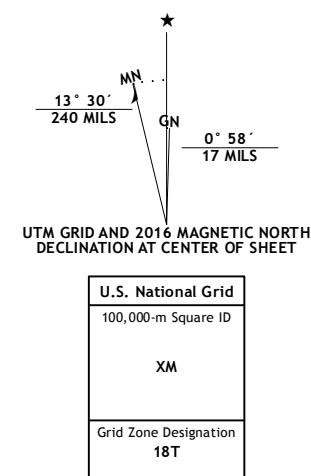 ★
MN
13° 30´
240 MILS
GN
0° 58´
17 MILS
UTM GRID AND 2016 MAGNETIC NORTH
DECLINATION AT CENTER OF SHEET
U.S. National Grid
100,000-m Square ID
XM
Grid Zone Designation
18T